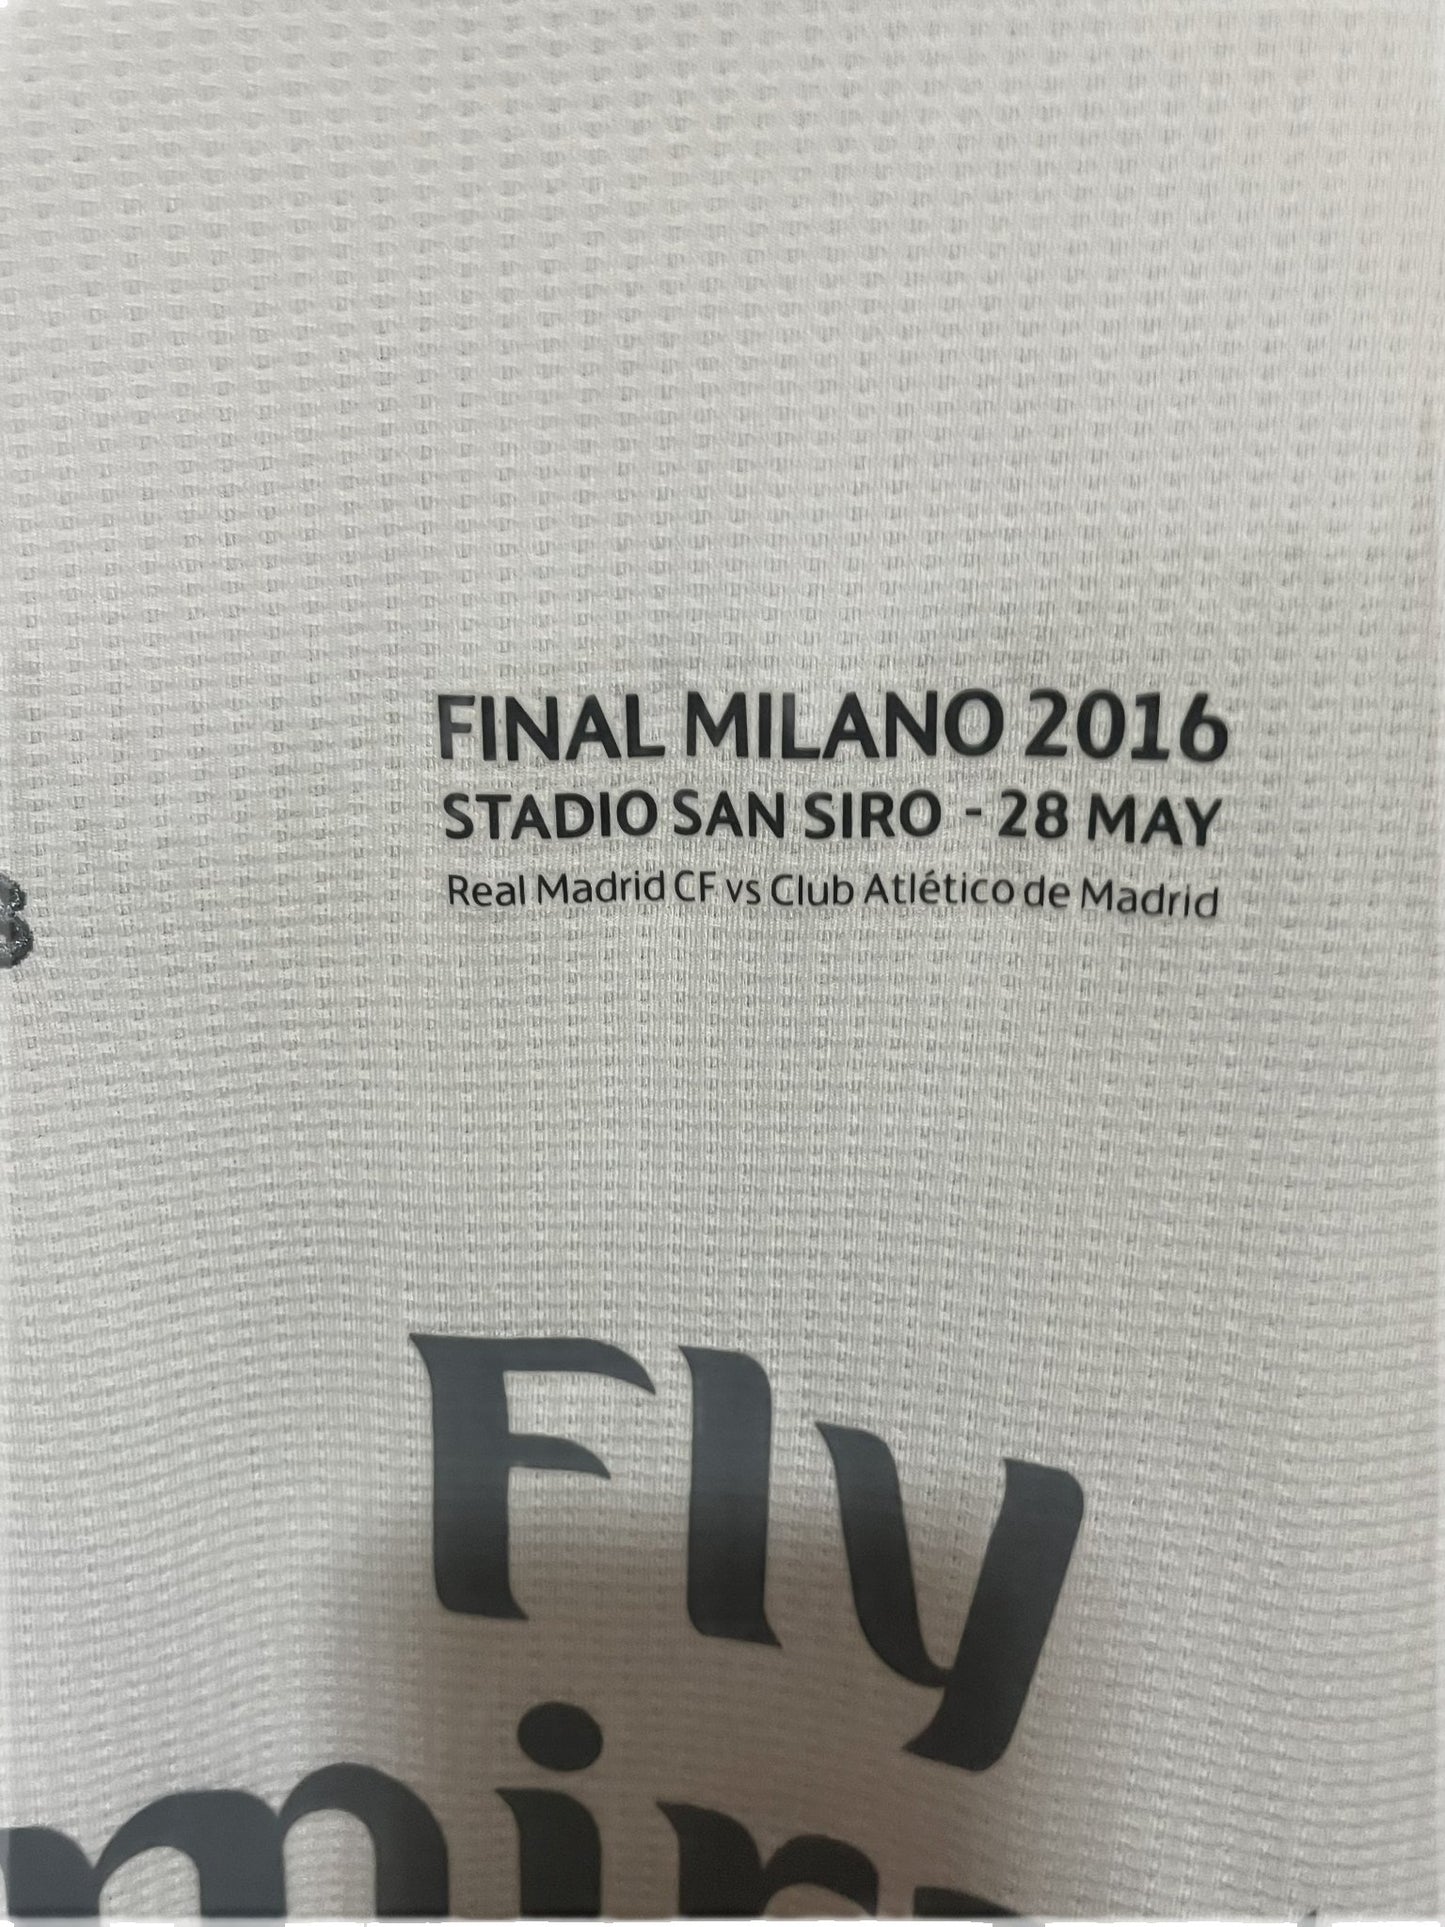 FINAL MILANO 2016
STADIO SAN SIRO - 28 MAY
Real Madrid CF vs Club Atlético de Madrid
Fly